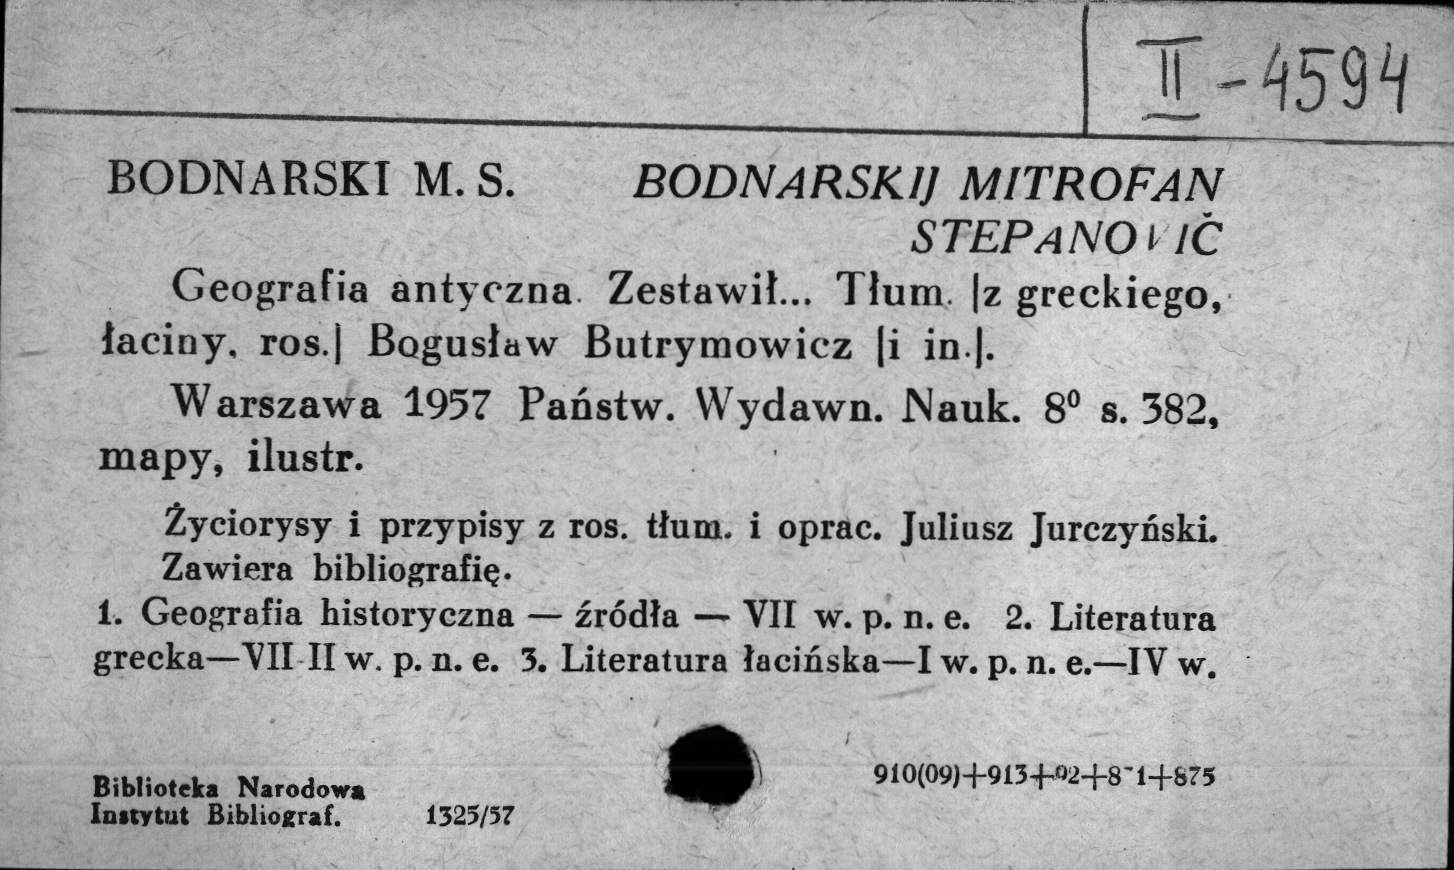 II - 4594
BODNARSKI M. S. BODNARSKIJ MITROFAN
STEPANOVIČ
Geografia antyczna. Zestawił... Tłum. |z greckiego,
łaciny, ros.| Bogusław Butrymowicz |i in.|.
Warszawa 1957 Państw. Wydawn. Nauk. 8⁰ s. 382,
mapy, ilustr.
Życiorysy i przypisy z ros. tłum. i oprac. Juliusz Jurczyński.
Zawiera bibliografię.
1. Geografia historyczna — źródła — VII w. p. n. e. 2. Literatura
grecka—VII-II w. p. n. e. 3. Literatura łacińska—I w. p. n. e.—IV w.
Biblioteka Narodowa
Instytut Bibliograf. 1325/57